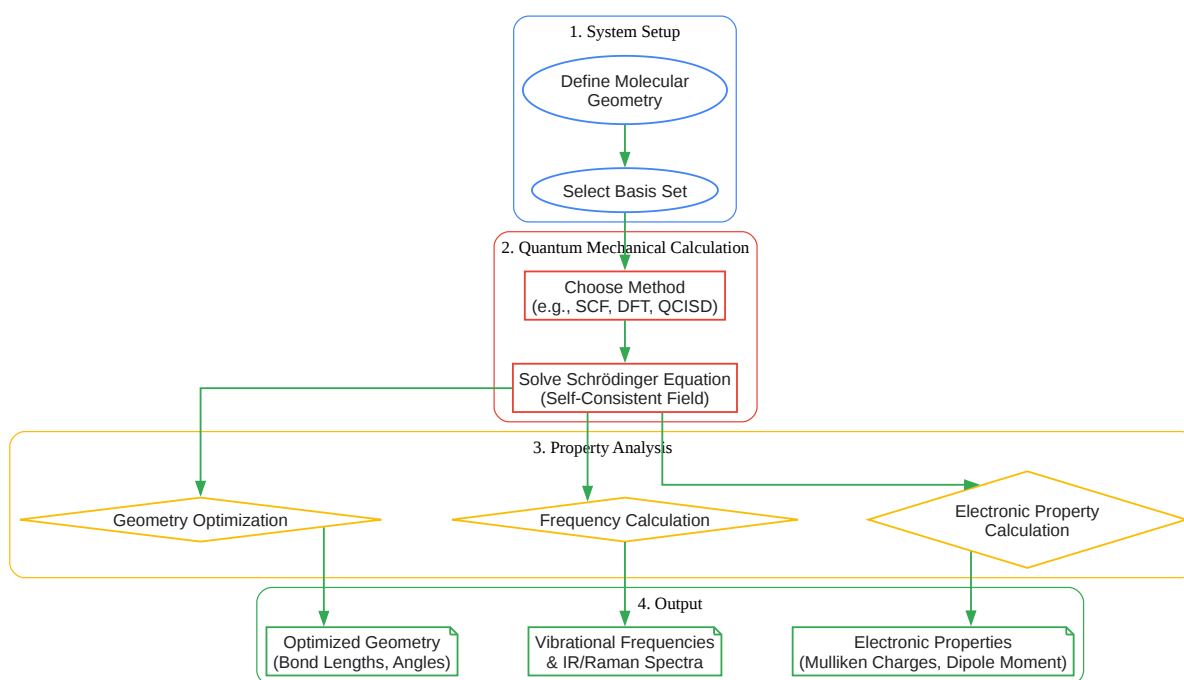 1. System Setup
Define Molecular
Geometry
Select Basis Set
2. Quantum Mechanical Calculation
Choose Method
(e.g., SCF, DFT, QCISD)
Solve Schrödinger Equation
(Self-Consistent Field)
3. Property Analysis
Geometry Optimization
Frequency Calculation
Electronic Property
Calculation
4. Output
Optimized Geometry
(Bond Lengths, Angles)
Vibrational Frequencies
& IR/Raman Spectra
Electronic Properties
(Mulliken Charges, Dipole Moment)